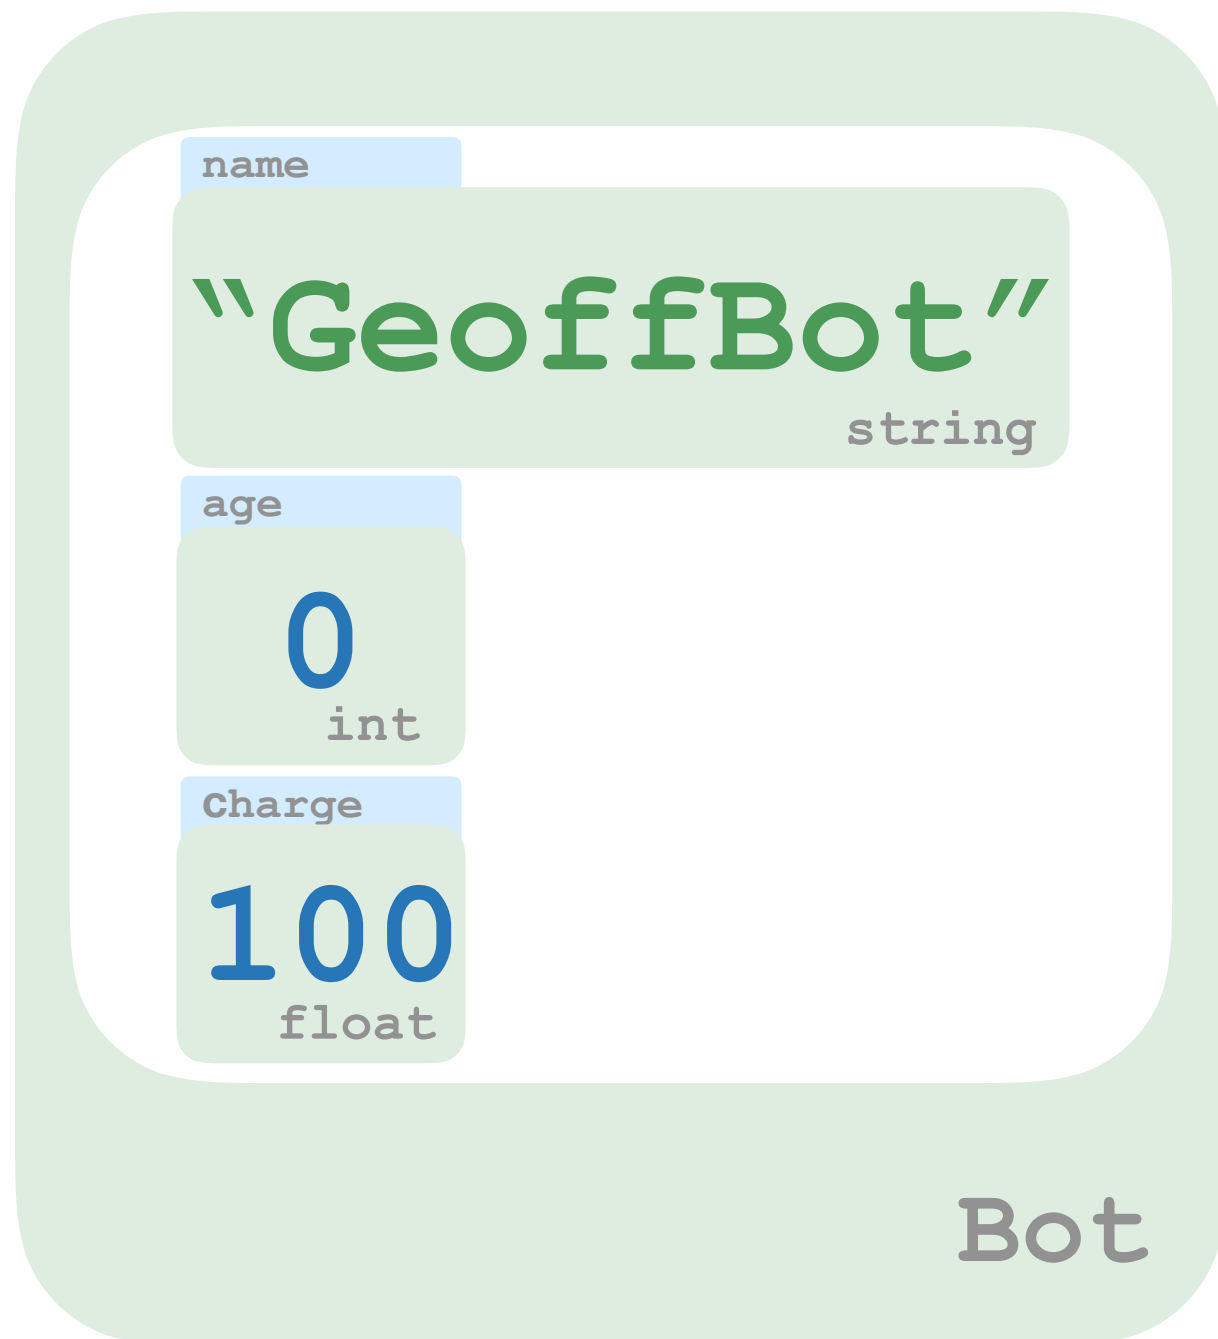 name
“GeoffBot”
string
age
0
int
Charge
100
float
Bot